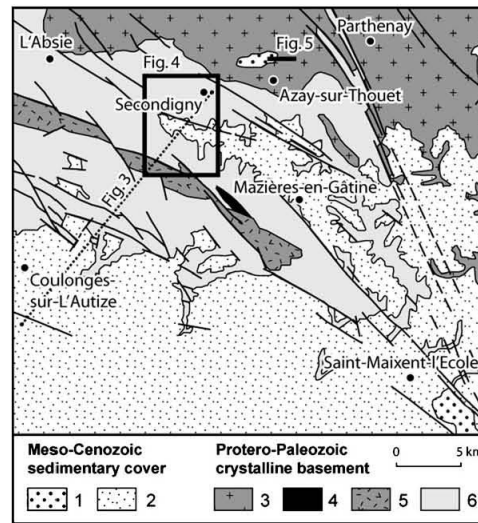 Parthenay
L'Absie
Fig. 5
Fig. 4
Azay-sur-Thouet
Secondigny
Fig. 3
Mazières-en-Gâtine
Coulonges-
sur-L'Autize
Saint-Maixent-l'Ecole
Meso-Cenozoic
sedimentary cover
Protero-Paleozoic
crystalline basement
0 5 km
1 2 3 4 5 6